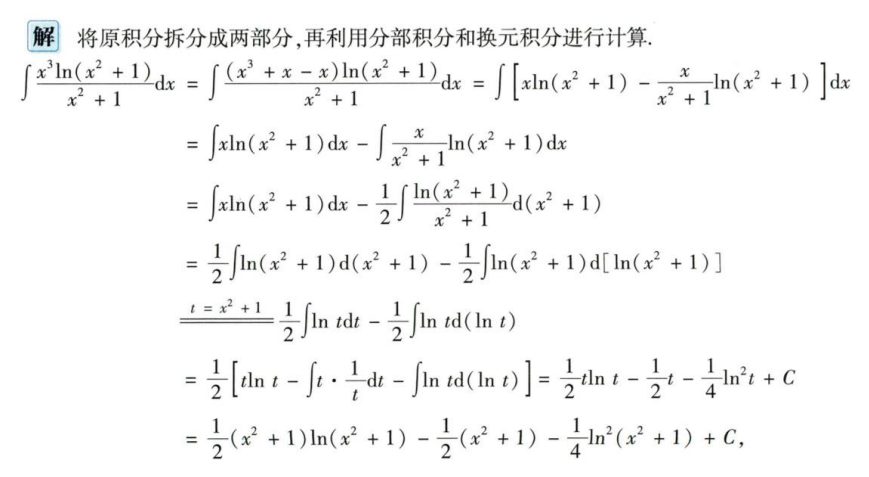 解 将原积分拆分成两部分,再利用分部积分和换元积分进行计算.
∫ x³ln(x² + 1)/(x² + 1) dx = ∫ (x³ + x − x)ln(x² + 1)/(x² + 1) dx = ∫ [xln(x² + 1) − x/(x² + 1) ln(x² + 1)]dx
= ∫xln(x² + 1)dx − ∫ x/(x² + 1) ln(x² + 1)dx
= ∫xln(x² + 1)dx − 1/2 ∫ ln(x² + 1)/(x² + 1) d(x² + 1)
= 1/2 ∫ln(x² + 1)d(x² + 1) − 1/2 ∫ln(x² + 1)d[ln(x² + 1)]
t = x² + 1 ═══ 1/2 ∫ln tdt − 1/2 ∫ln td(ln t)
= 1/2 [tln t − ∫t · 1/t dt − ∫ln td(ln t)] = 1/2 tln t − 1/2 t − 1/4 ln²t + C
= 1/2 (x² + 1)ln(x² + 1) − 1/2 (x² + 1) − 1/4 ln²(x² + 1) + C,